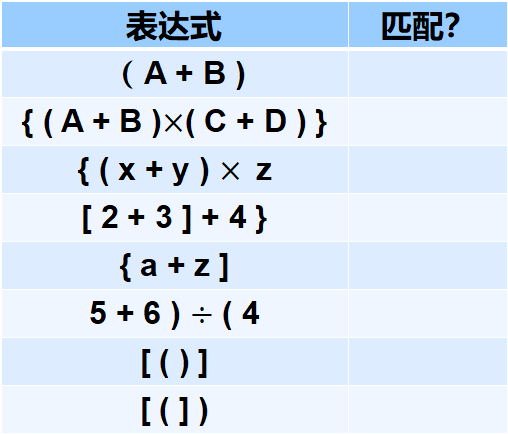 表达式 匹配?
( A + B )
{ ( A + B )×( C + D ) }
{ ( x + y ) × z
[ 2 + 3 ] + 4 }
{ a + z ]
5 + 6 ) ÷ ( 4
[ ( ) ]
[ ( ] )